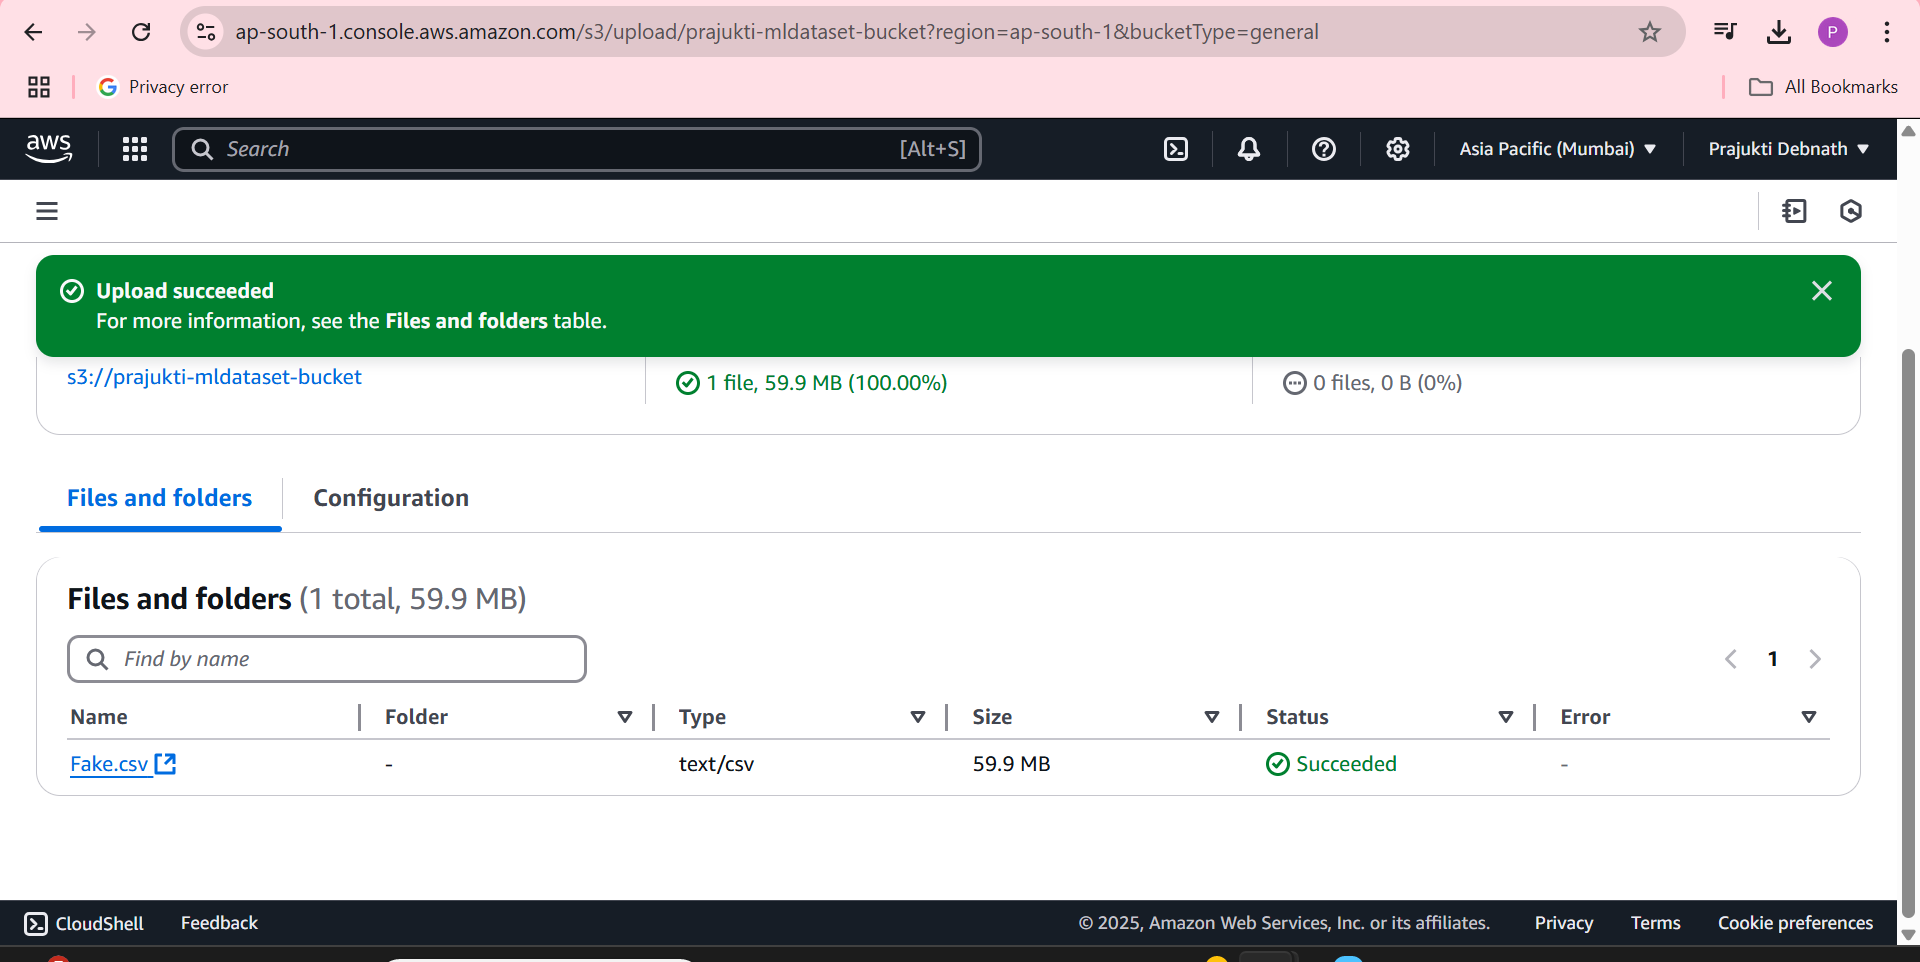 ap-south-1.console.aws.amazon.com/s3/upload/prajukti-mldataset-bucket?region=ap-south-1&bucketType=general
P
Privacy error
All Bookmarks
aws
Search
[Alt+S]
Asia Pacific (Mumbai)
Prajukti Debnath
Upload succeeded
For more information, see the Files and folders table.
s3://prajukti-mldataset-bucket
1 file, 59.9 MB (100.00%)
0 files, 0 B (0%)
Files and folders
Configuration
Files and folders (1 total, 59.9 MB)
Find by name
1
Name Folder Type Size Status Error
Fake.csv - text/csv 59.9 MB Succeeded -
CloudShell Feedback © 2025, Amazon Web Services, Inc. or its affiliates. Privacy Terms Cookie preferences